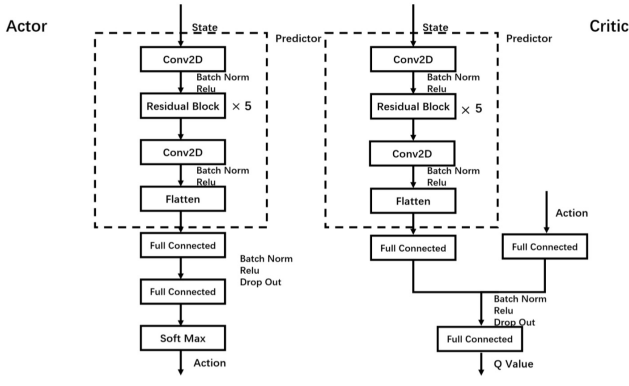 Actor
State
Predictor
Conv2D
Batch Norm
Relu
Residual Block × 5
Conv2D
Batch Norm
Relu
Flatten
Full Connected
Batch Norm
Relu
Drop Out
Full Connected
Soft Max
Action
Critic
State
Predictor
Conv2D
Batch Norm
Relu
Residual Block × 5
Conv2D
Batch Norm
Relu
Flatten
Full Connected
Action
Full Connected
Batch Norm
Relu
Drop Out
Full Connected
Q Value